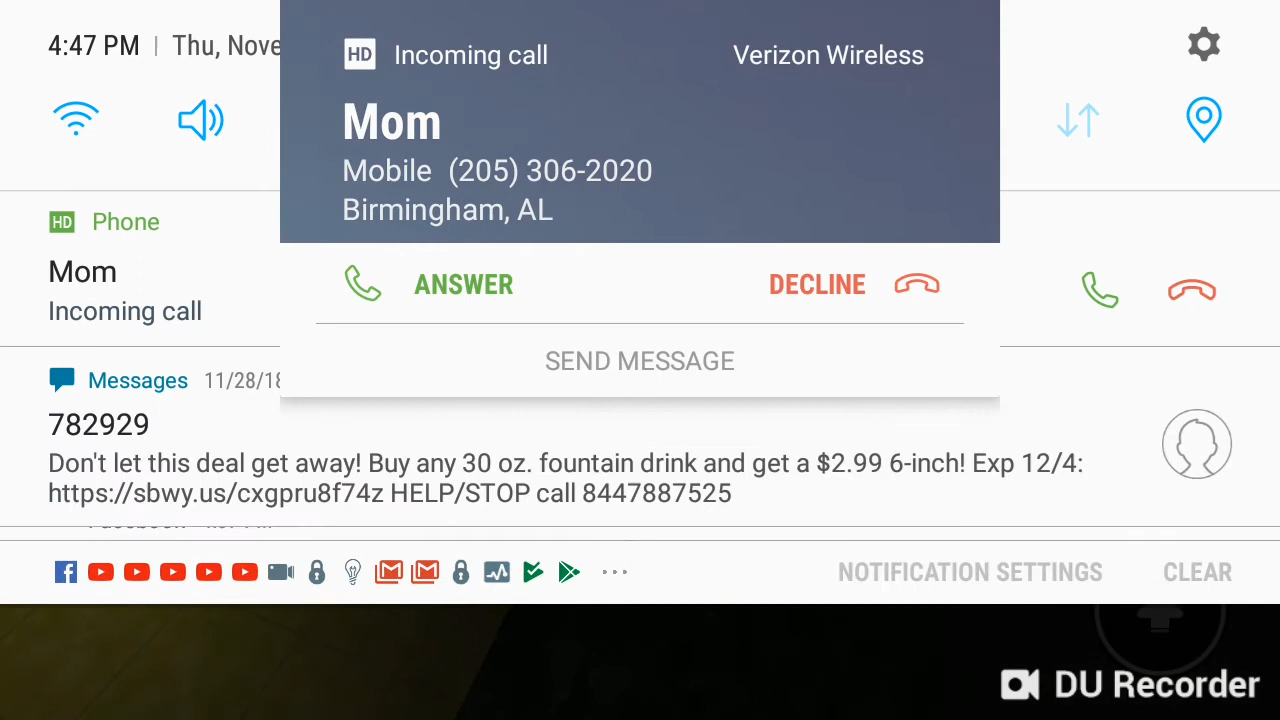 4:47 PM | Thu, Nove
HD Incoming call Verizon Wireless
Mom
Mobile (205) 306-2020
Birmingham, AL
ANSWER DECLINE
SEND MESSAGE
HD Phone
Mom
Incoming call
Messages 11/28/18
782929
Don't let this deal get away! Buy any 30 oz. fountain drink and get a $2.99 6-inch! Exp 12/4:
https://sbwy.us/cxgpru8f74z HELP/STOP call 8447887525
NOTIFICATION SETTINGS CLEAR
DU Recorder